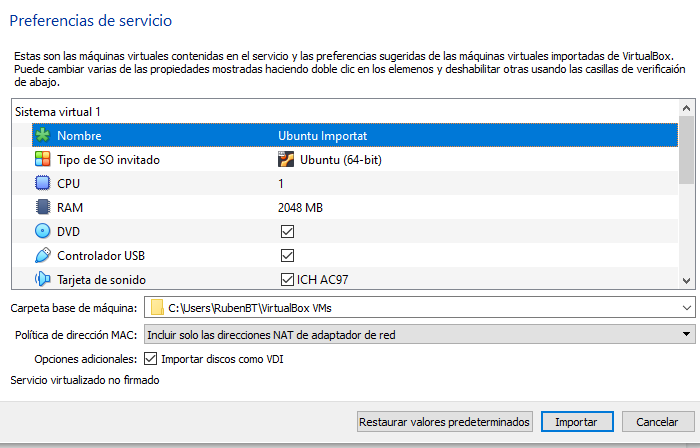 Preferencias de servicio
Estas son las máquinas virtuales contenidas en el servicio y las preferencias sugeridas de las máquinas virtuales importadas de VirtualBox.
Puede cambiar varias de las propiedades mostradas haciendo doble clic en los elemenos y deshabilitar otras usando las casillas de verificaión
de abajo.
Sistema virtual 1
Nombre Ubuntu Importat
Tipo de SO invitado Ubuntu (64-bit)
CPU 1
RAM 2048 MB
DVD
Controlador USB
Tarjeta de sonido ICH AC97
Carpeta base de máquina: C:\Users\RubenBT\VirtualBox VMs
Política de dirección MAC: Incluir solo las direcciones NAT de adaptador de red
Opciones adicionales: Importar discos como VDI
Servicio virtualizado no firmado
Restaurar valores predeterminados Importar Cancelar